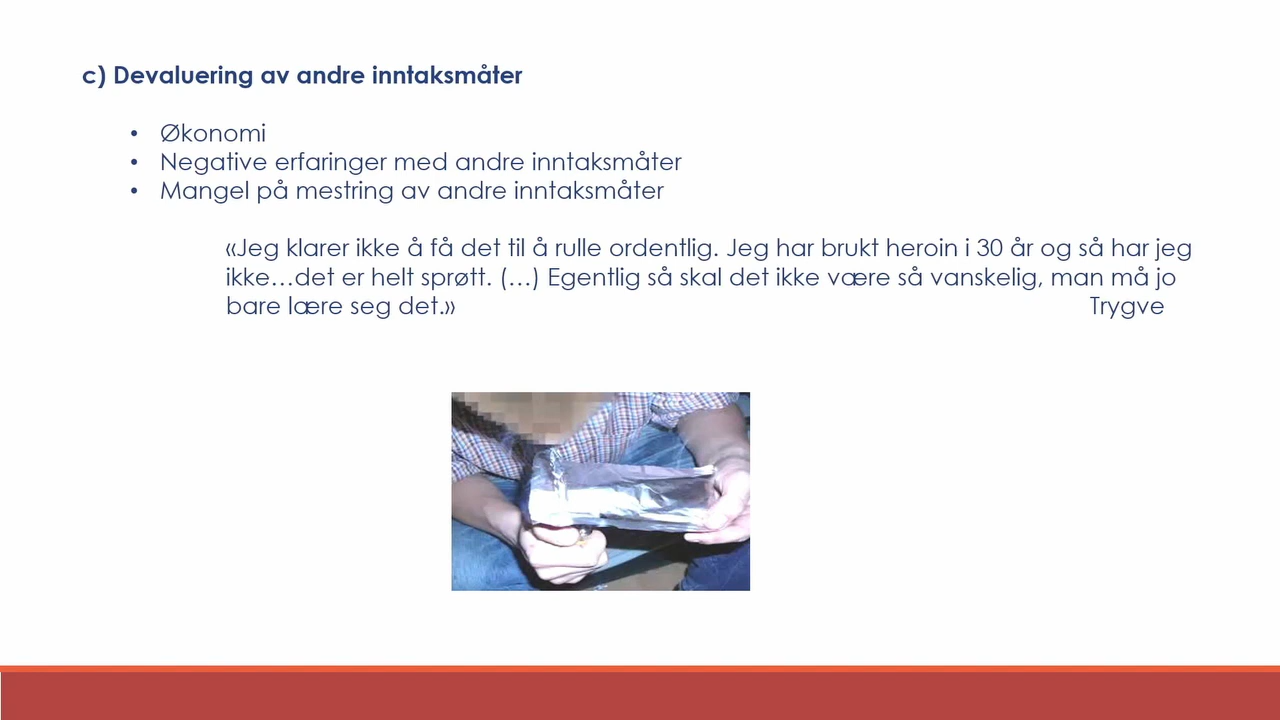 c) Devaluering av andre inntaksmåter
• Økonomi
• Negative erfaringer med andre inntaksmåter
• Mangel på mestring av andre inntaksmåter
«Jeg klarer ikke å få det til å rulle ordentlig. Jeg har brukt heroin i 30 år og så har jeg
ikke…det er helt sprøtt. (…) Egentlig så skal det ikke være så vanskelig, man må jo
bare lære seg det.» Trygve